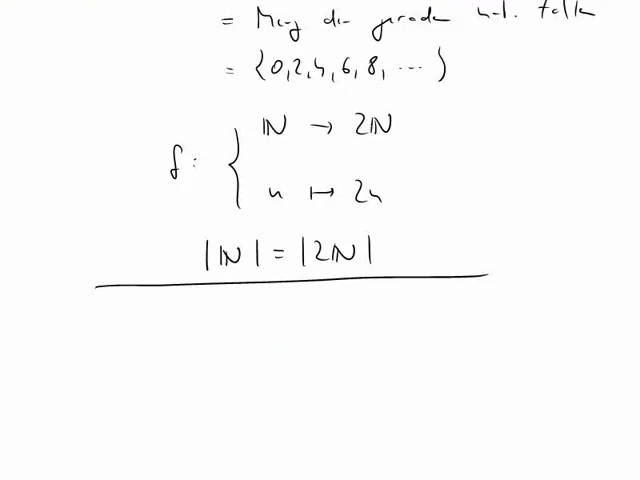 = Menge der geraden nat. Zahlen
= {0, 2, 4, 6, 8, ...}
f: { ℕ → 2ℕ
n ↦ 2n
|ℕ| = |2ℕ|